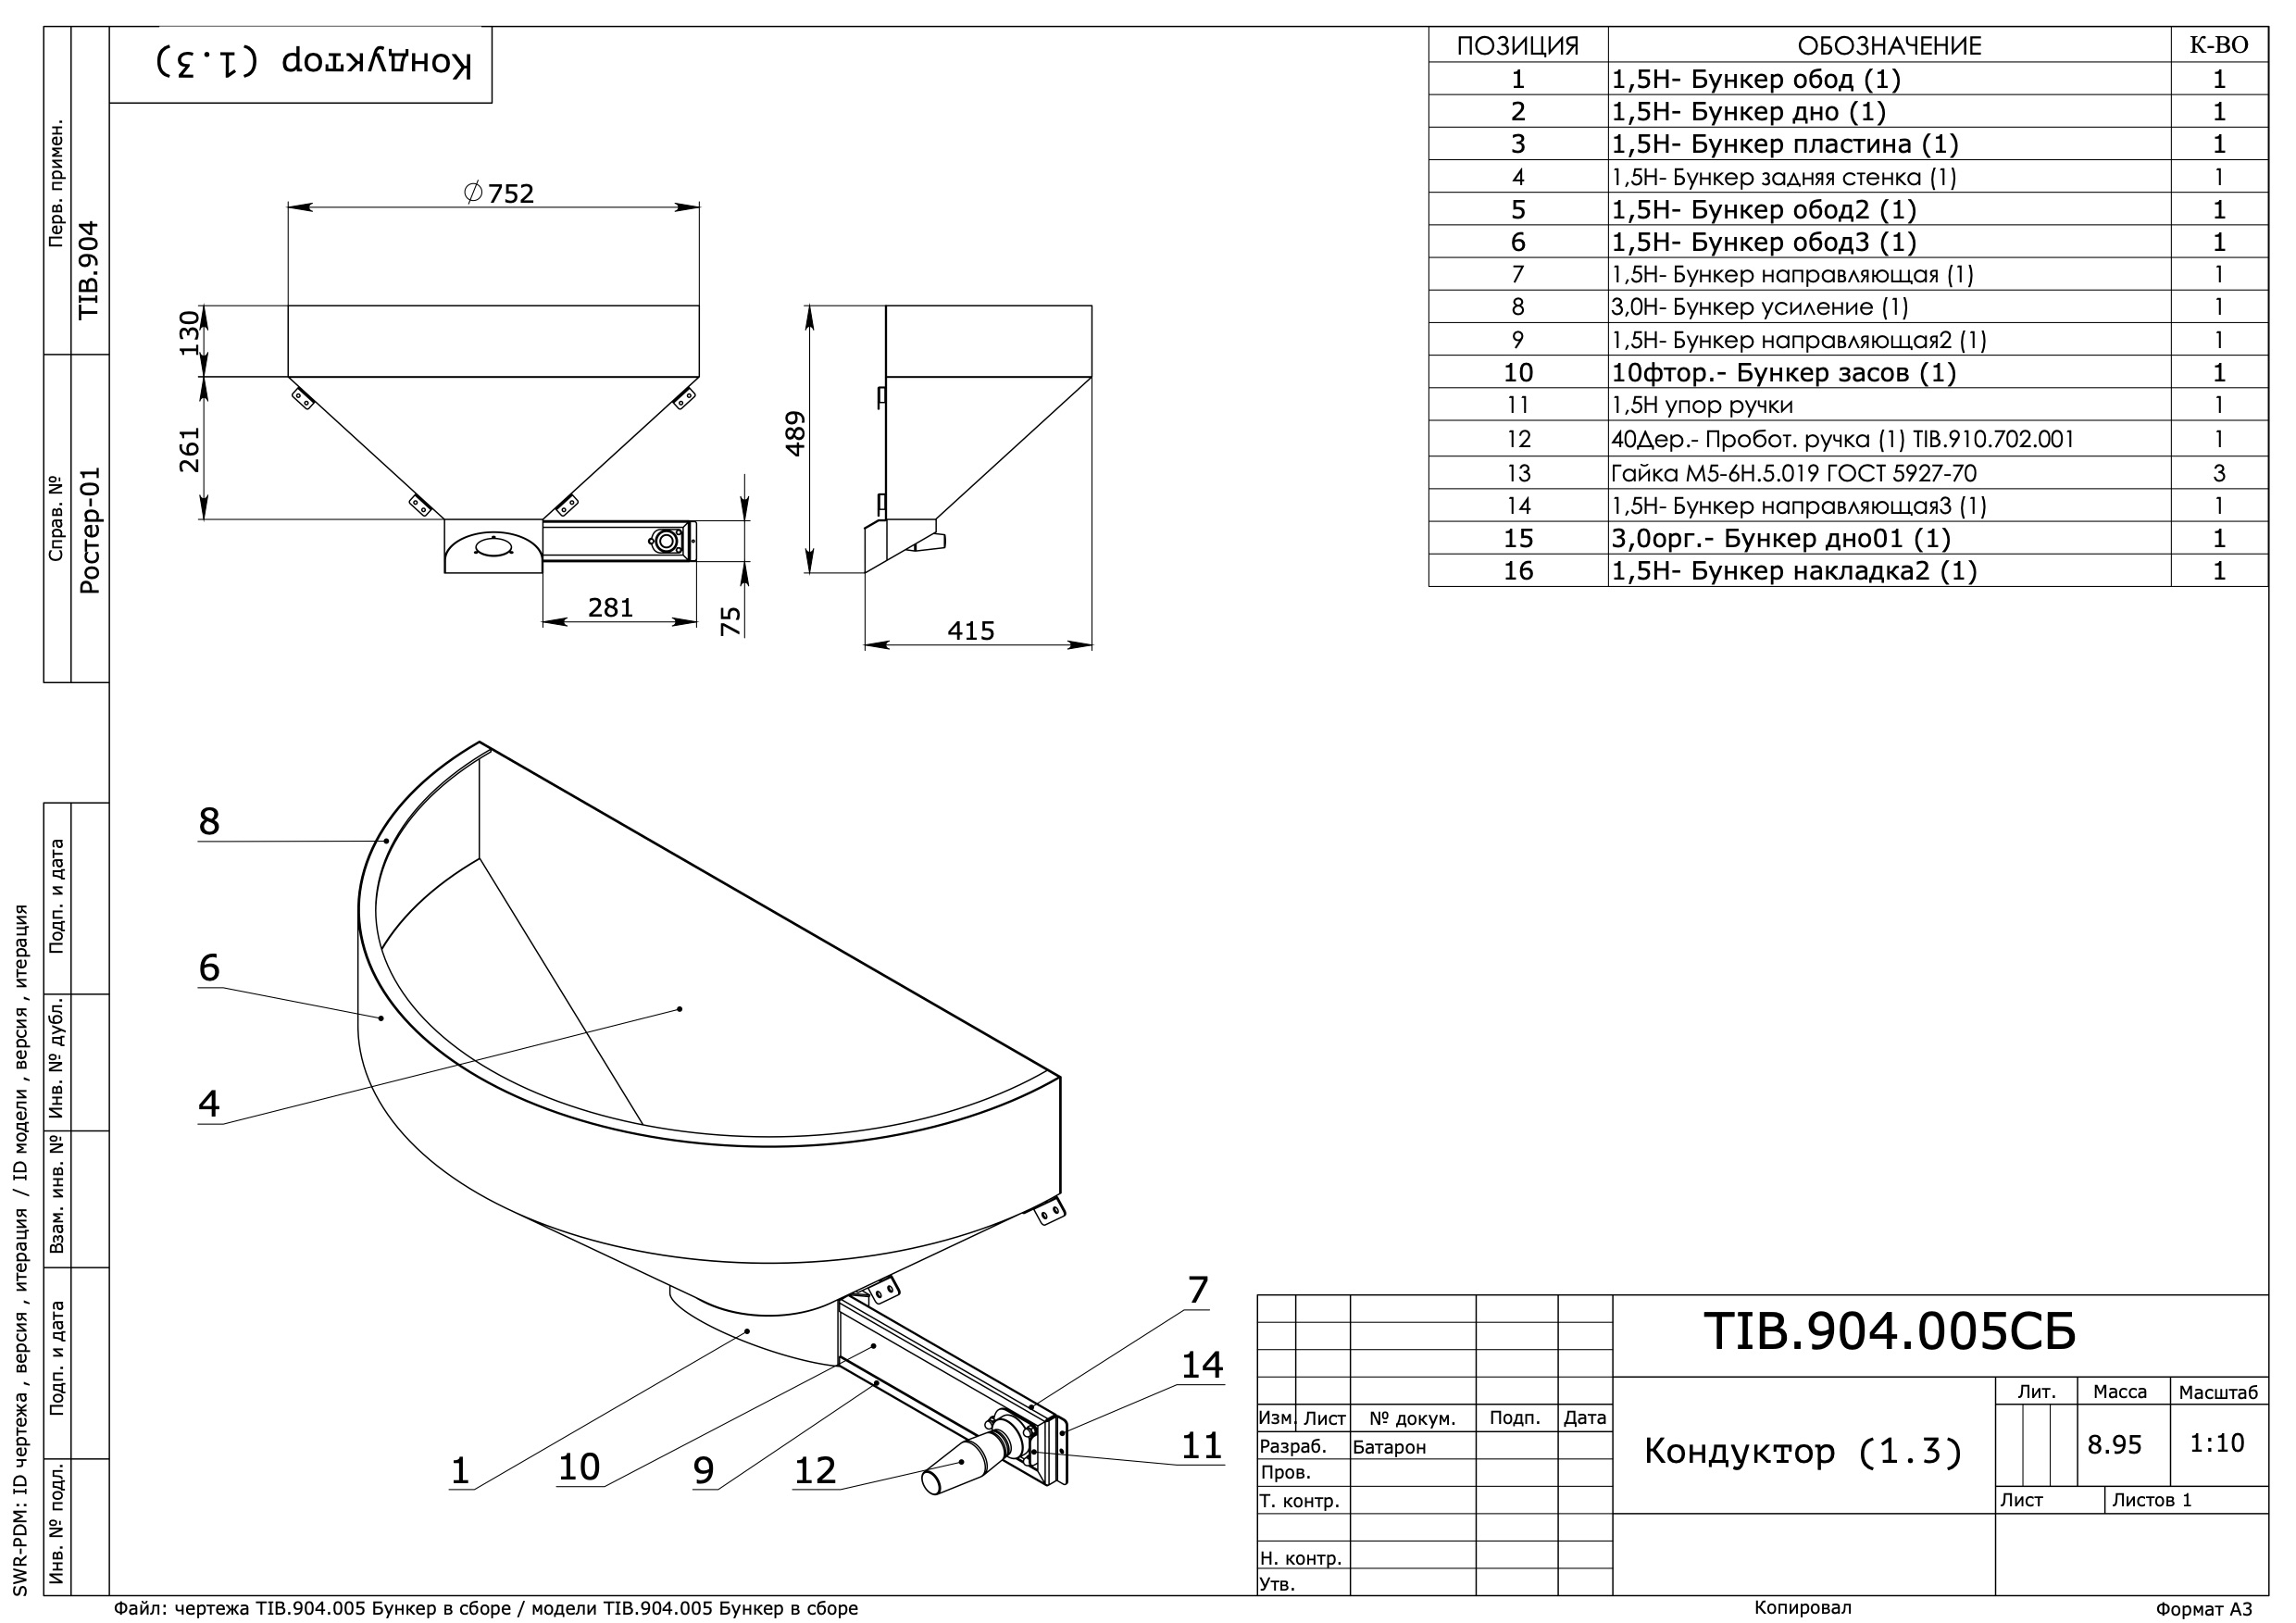 Кондуктор (1.3)
ПОЗИЦИЯ ОБОЗНАЧЕНИЕ К-ВО
1 1,5Н- Бункер обод (1) 1
2 1,5Н- Бункер дно (1) 1
3 1,5Н- Бункер пластина (1) 1
4 1,5Н- Бункер задняя стенка (1) 1
5 1,5Н- Бункер обод2 (1) 1
6 1,5Н- Бункер обод3 (1) 1
7 1,5Н- Бункер направляющая (1) 1
8 3,0Н- Бункер усиление (1) 1
9 1,5Н- Бункер направляющая2 (1) 1
10 10фтор.- Бункер засов (1) 1
11 1,5Н упор ручки 1
12 40Дер.- Пробот. ручка (1) TIB.910.702.001 1
13 Гайка М5-6Н.5.019 ГОСТ 5927-70 3
14 1,5Н- Бункер направляющая3 (1) 1
15 3,0орг.- Бункер дно01 (1) 1
16 1,5Н- Бункер накладка2 (1) 1
Перв. примен.
TIB.904
Справ. №
Ростер-01
∅752
130
261
281
75
489
415
8
6
4
1
10
9
12
7
14
11
Подп. и дата
Инв. № дубл.
Взам. инв. №
Подп. и дата
Инв. № подл.
SWR-PDM: ID чертежа , версия , итерация / ID модели , версия , итерация
TIB.904.005СБ
Изм. Лист № докум. Подп. Дата
Разраб. Батарон
Пров.
Т. контр.
Н. контр.
Утв.
Кондуктор (1.3)
Лит. Масса Масштаб
8.95 1:10
Лист Листов 1
Файл: чертежа TIB.904.005 Бункер в сборе / модели TIB.904.005 Бункер в сборе
Копировал Формат А3